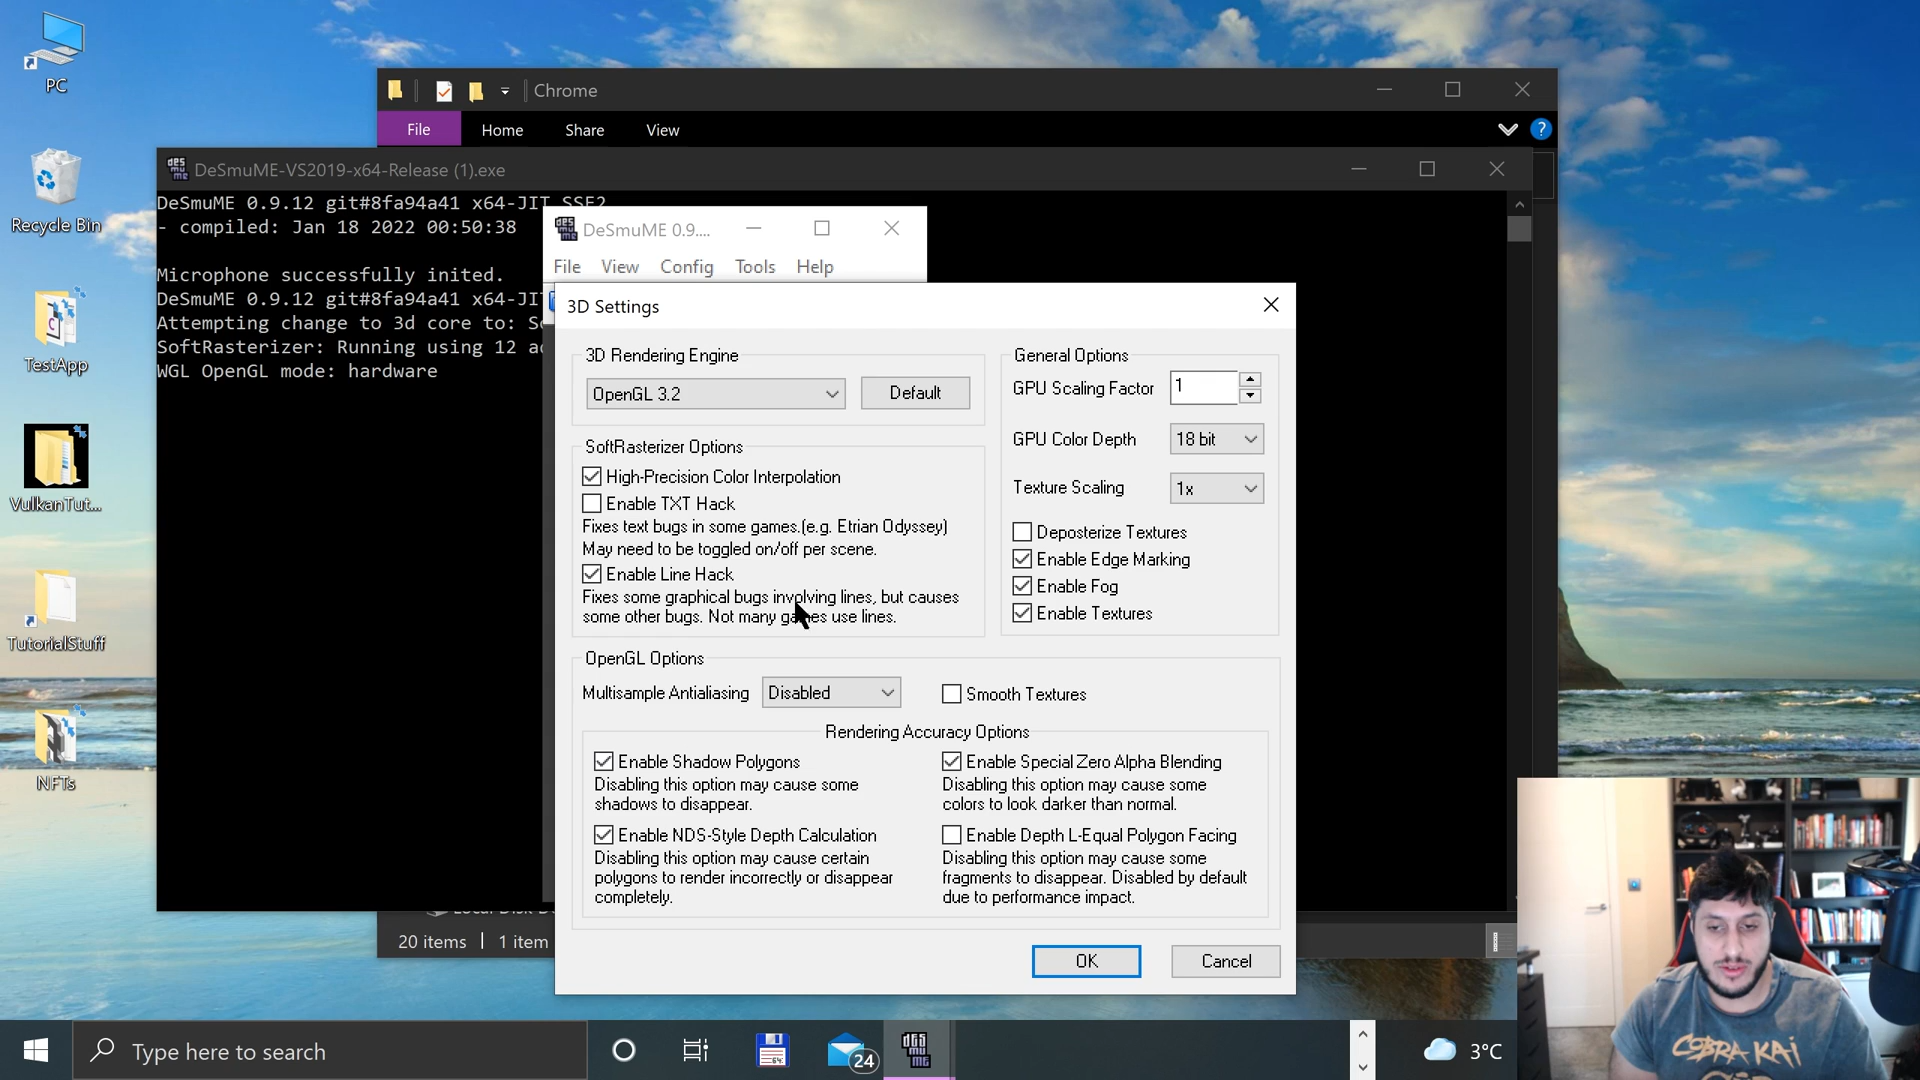 PC
Recycle Bin
TestApp
VulkanTut...
TutorialStuff
NFTs
Chrome
File
Home
Share
View
?
DeSmuME-VS2019-x64-Release (1).exe
DeSmuME 0.9.12 git#8fa94a41 x64-JIT SSE2
- compiled: Jan 18 2022 00:50:38
Microphone successfully inited.
DeSmuME 0.9.12 git#8fa94a41 x64-JIT
Attempting change to 3d core to:
SoftRasterizer: Running using 12
WGL OpenGL mode: hardware
DeSmuME 0.9....
File View Config Tools Help
3D Settings
3D Rendering Engine
OpenGL 3.2
Default
SoftRasterizer Options
High-Precision Color Interpolation
Enable TXT Hack
Fixes text bugs in some games.(e.g. Etrian Odyssey)
May need to be toggled on/off per scene.
Enable Line Hack
Fixes some graphical bugs involving lines, but causes
some other bugs. Not many games use lines.
General Options
GPU Scaling Factor
1
GPU Color Depth
18 bit
Texture Scaling
1x
Deposterize Textures
Enable Edge Marking
Enable Fog
Enable Textures
OpenGL Options
Multisample Antialiasing
Disabled
Smooth Textures
Rendering Accuracy Options
Enable Shadow Polygons
Disabling this option may cause some
shadows to disappear.
Enable Special Zero Alpha Blending
Disabling this option may cause some
colors to look darker than normal.
Enable NDS-Style Depth Calculation
Disabling this option may cause certain
polygons to render incorrectly or disappear
completely.
Enable Depth L-Equal Polygon Facing
Disabling this option may cause some
fragments to disappear. Disabled by default
due to performance impact.
OK
Cancel
20 items
1 item
Type here to search
64
24
3°C
COBRA KAI